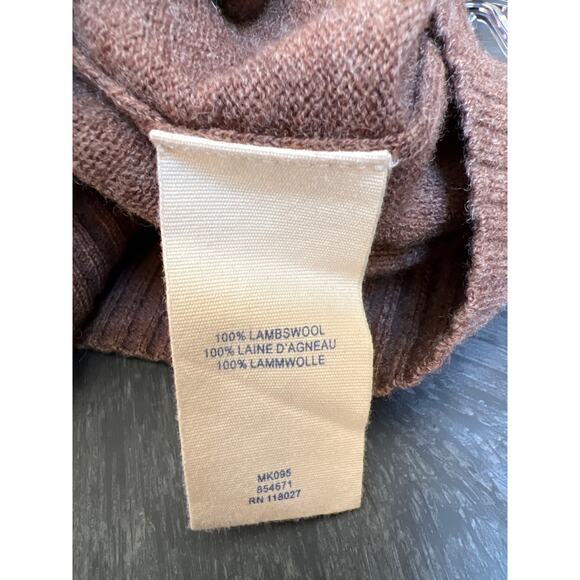 100% LAMBSWOOL
100% LAINE D'AGNEAU
100% LAMMWOLLE
MK095
854671
RN 118027